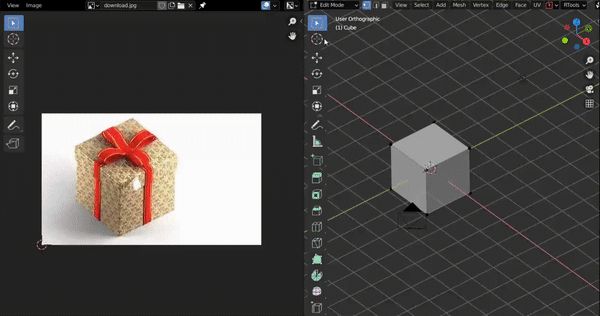 View Image download.jpg View
Edit Mode View Select Add Mesh Vertex Edge Face UV RTools
User Orthographic
(1) Cube